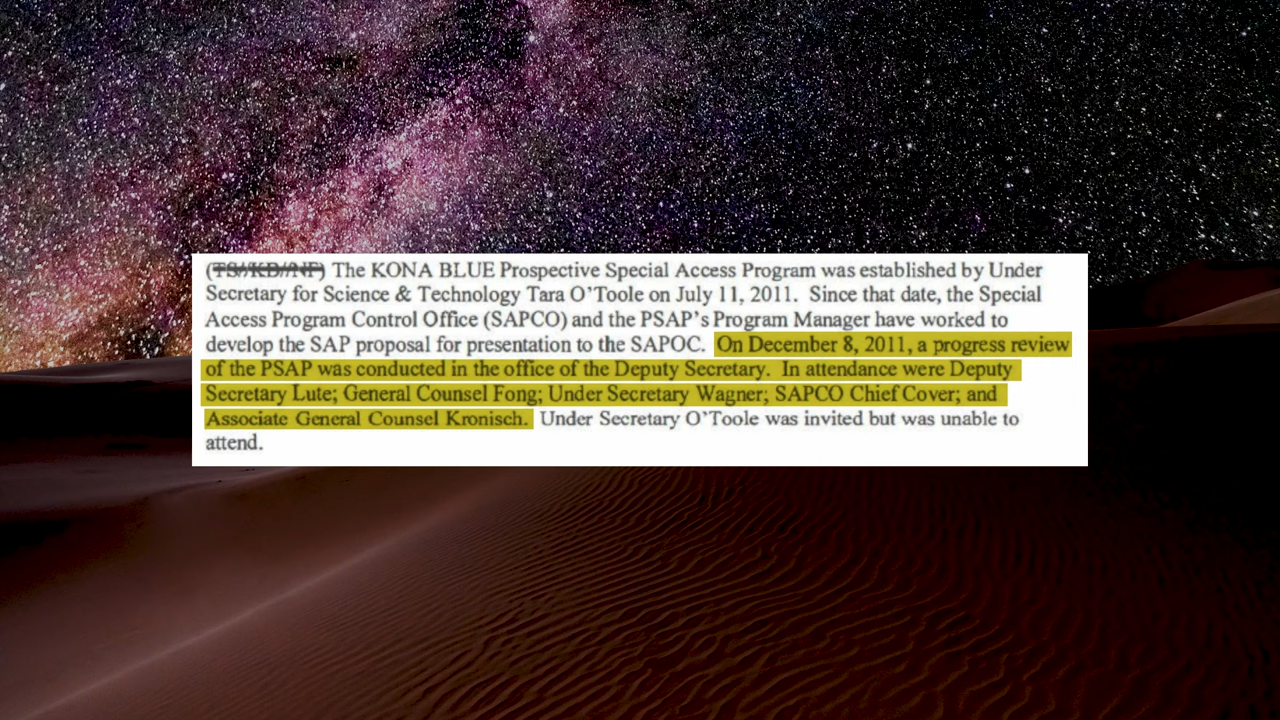 (TS//KB//NF) The KONA BLUE Prospective Special Access Program was established by Under
Secretary for Science & Technology Tara O'Toole on July 11, 2011. Since that date, the Special
Access Program Control Office (SAPCO) and the PSAP's Program Manager have worked to
develop the SAP proposal for presentation to the SAPOC. On December 8, 2011, a progress review
of the PSAP was conducted in the office of the Deputy Secretary. In attendance were Deputy
Secretary Lute; General Counsel Fong; Under Secretary Wagner; SAPCO Chief Cover; and
Associate General Counsel Kronisch. Under Secretary O'Toole was invited but was unable to
attend.